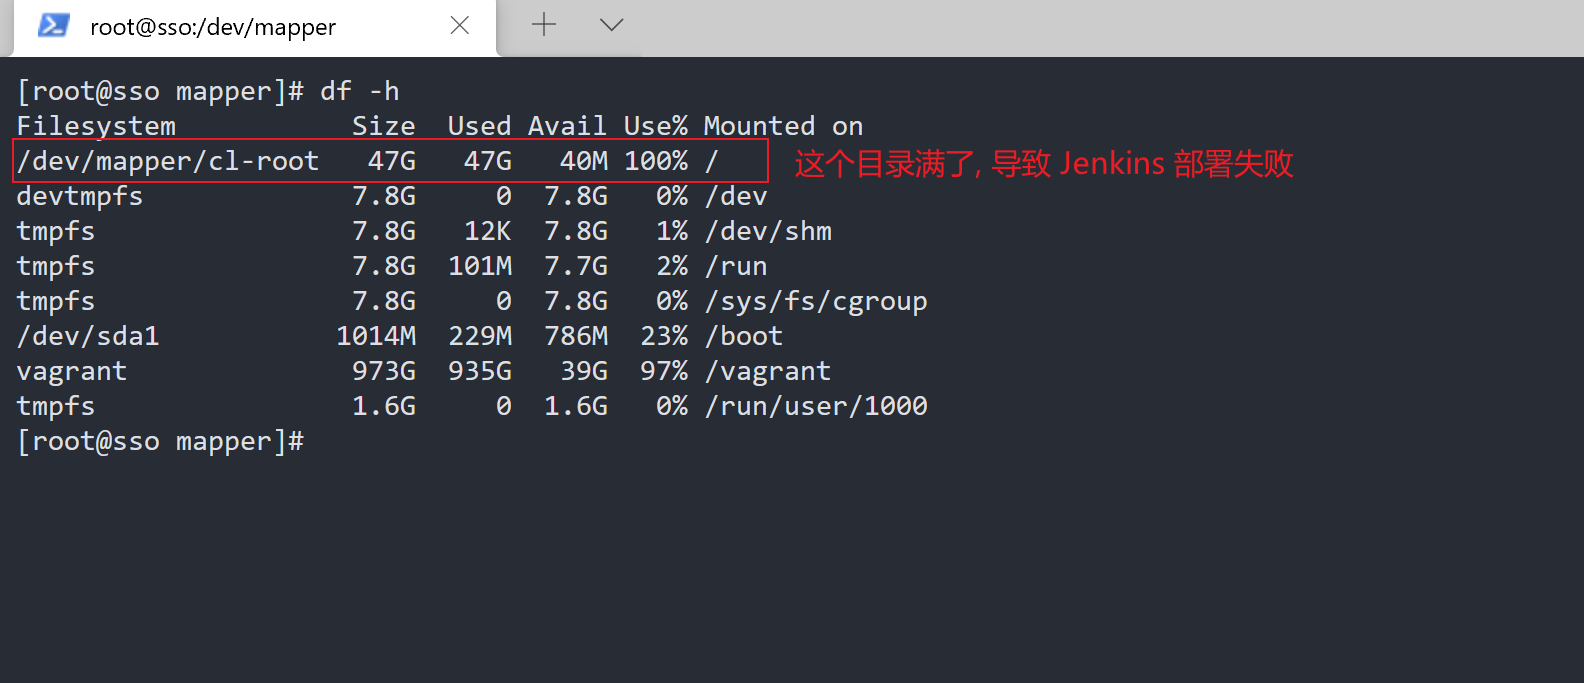 root@sso:/dev/mapper
[root@sso mapper]# df -h
Filesystem Size Used Avail Use% Mounted on
/dev/mapper/cl-root 47G 47G 40M 100% / 这个目录满了, 导致 Jenkins 部署失败
devtmpfs 7.8G 0 7.8G 0% /dev
tmpfs 7.8G 12K 7.8G 1% /dev/shm
tmpfs 7.8G 101M 7.7G 2% /run
tmpfs 7.8G 0 7.8G 0% /sys/fs/cgroup
/dev/sda1 1014M 229M 786M 23% /boot
vagrant 973G 935G 39G 97% /vagrant
tmpfs 1.6G 0 1.6G 0% /run/user/1000
[root@sso mapper]#